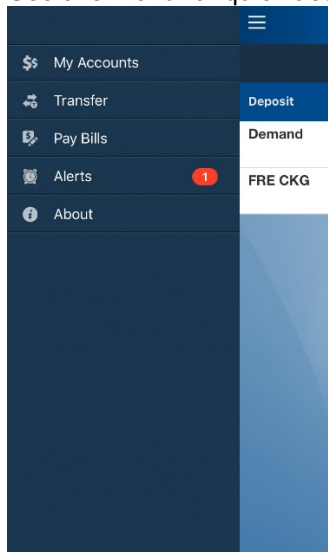 My Accounts
Transfer
Pay Bills
Alerts 1
About
Deposit
Demand
FRE CKG